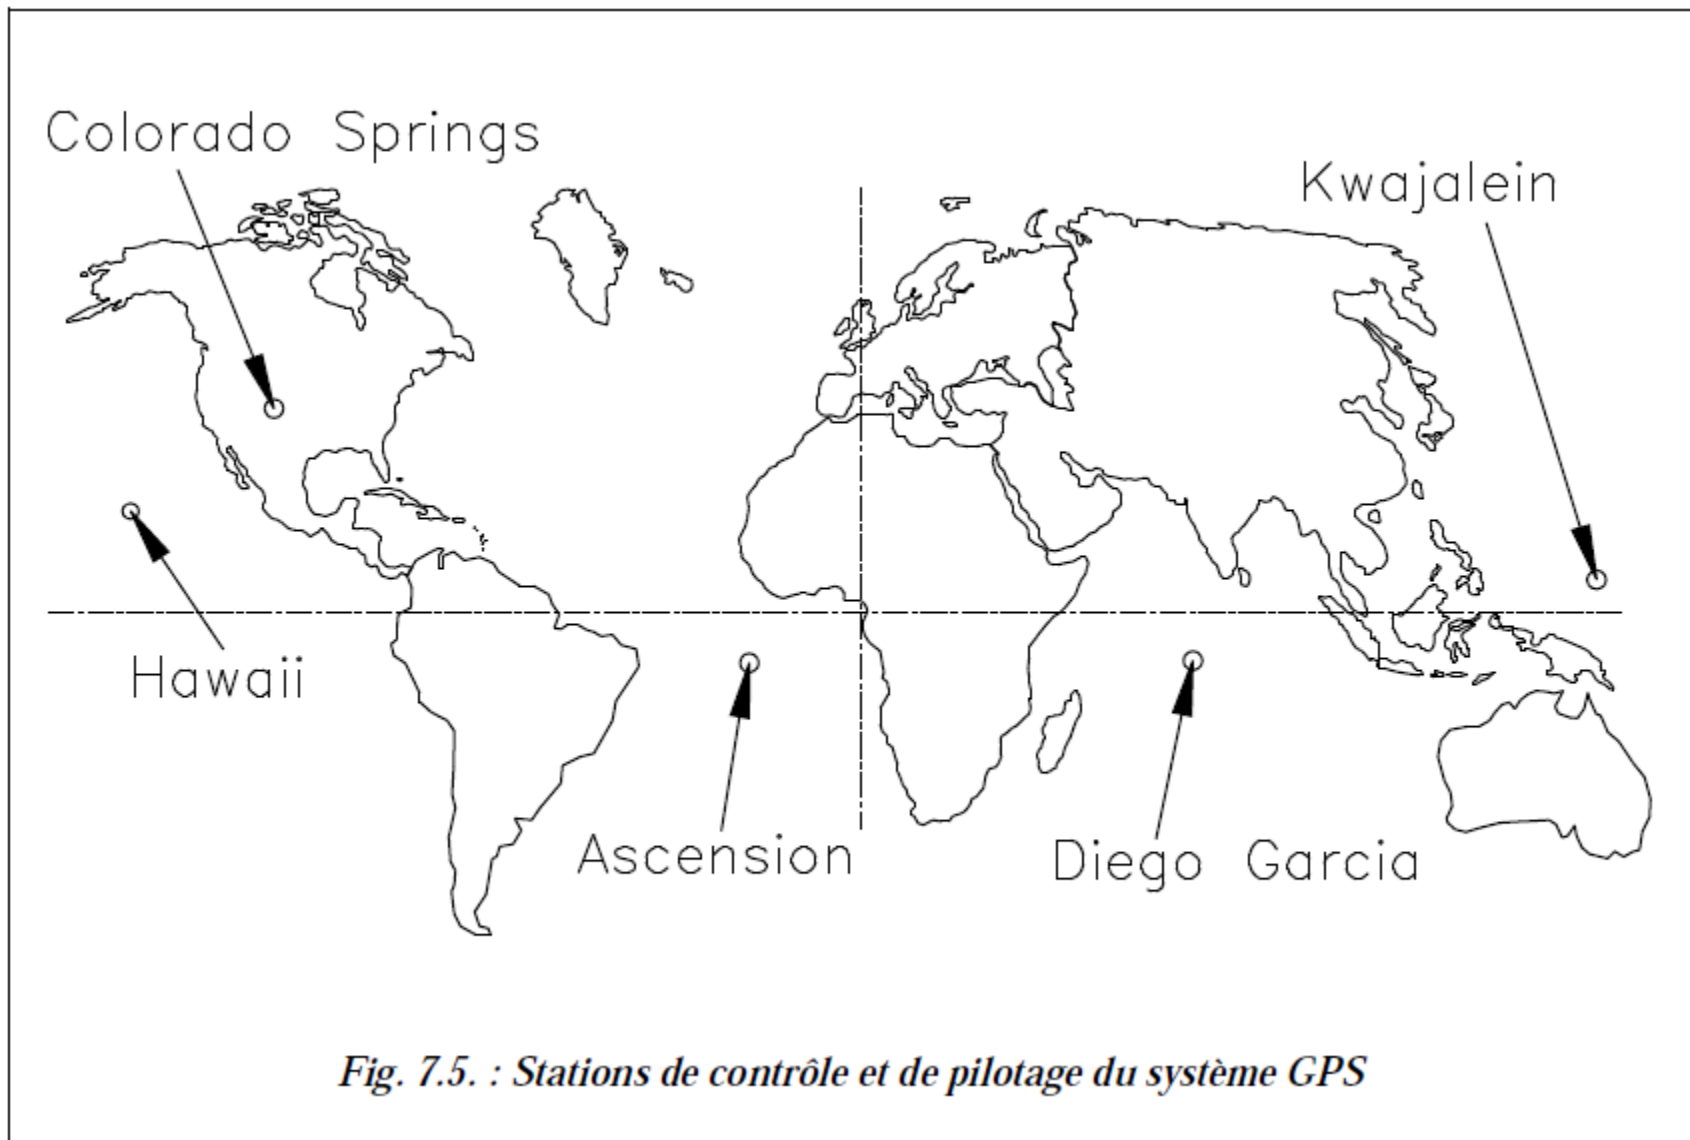 Colorado Springs
Kwajalein
Hawaii
Ascension
Diego Garcia
Fig. 7.5. : Stations de contrôle et de pilotage du système GPS